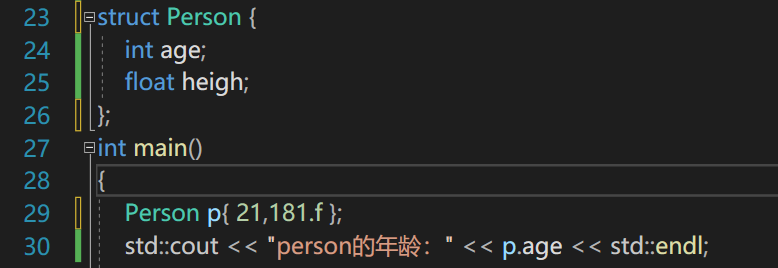 23 struct Person {
24 int age;
25 float heigh;
26 };
27 int main()
28 {
29 Person p{ 21,181.f };
30 std::cout << "person的年龄：" << p.age << std::endl;